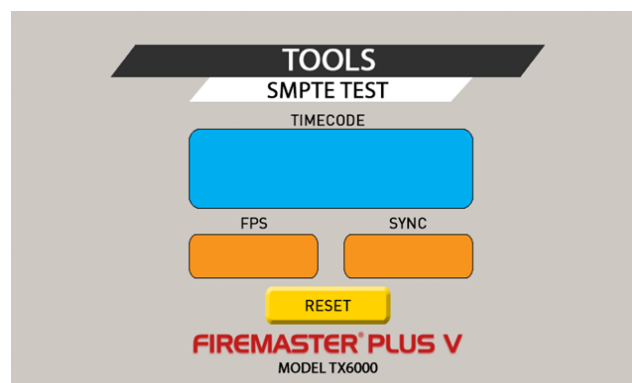 TOOLS
SMPTE TEST
TIMECODE
FPS SYNC
RESET
FIREMASTER® PLUS V
MODEL TX6000